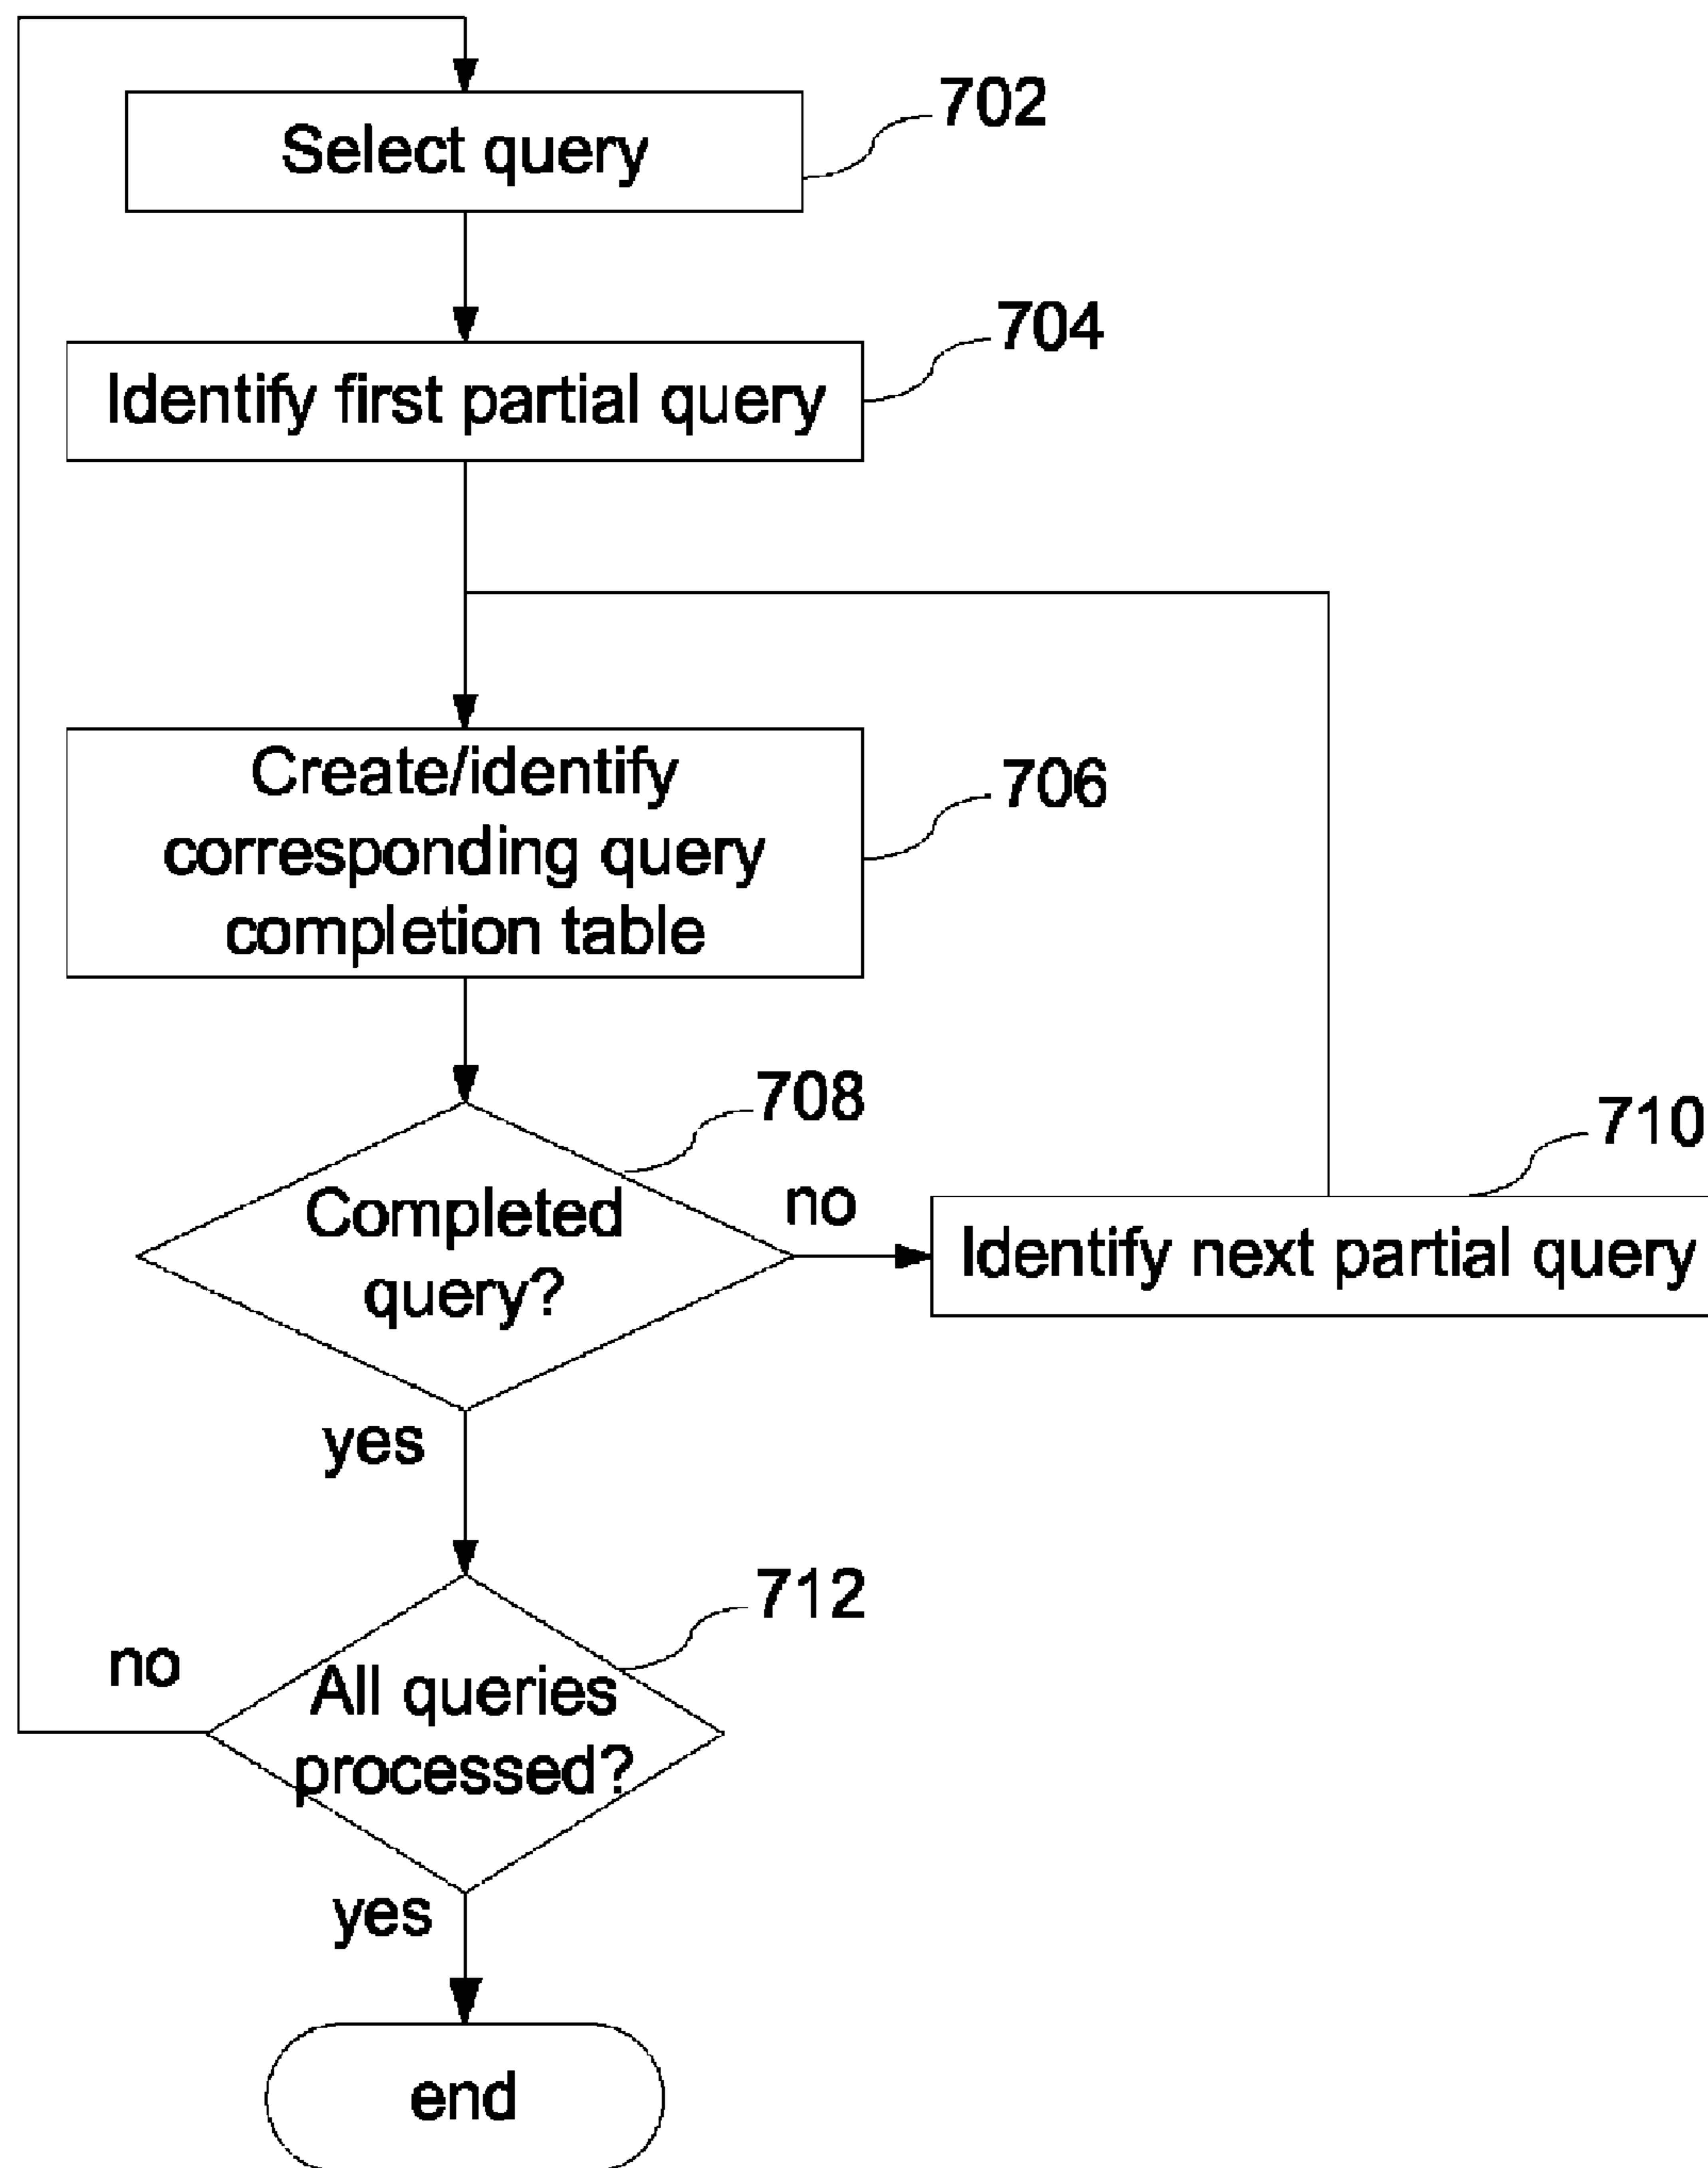 702
Select query
704
Identify first partial query
706
Create/identify
corresponding query
completion table
708
Completed
query?
no
710
Identify next partial query
yes
712
no
All queries
processed?
yes
end